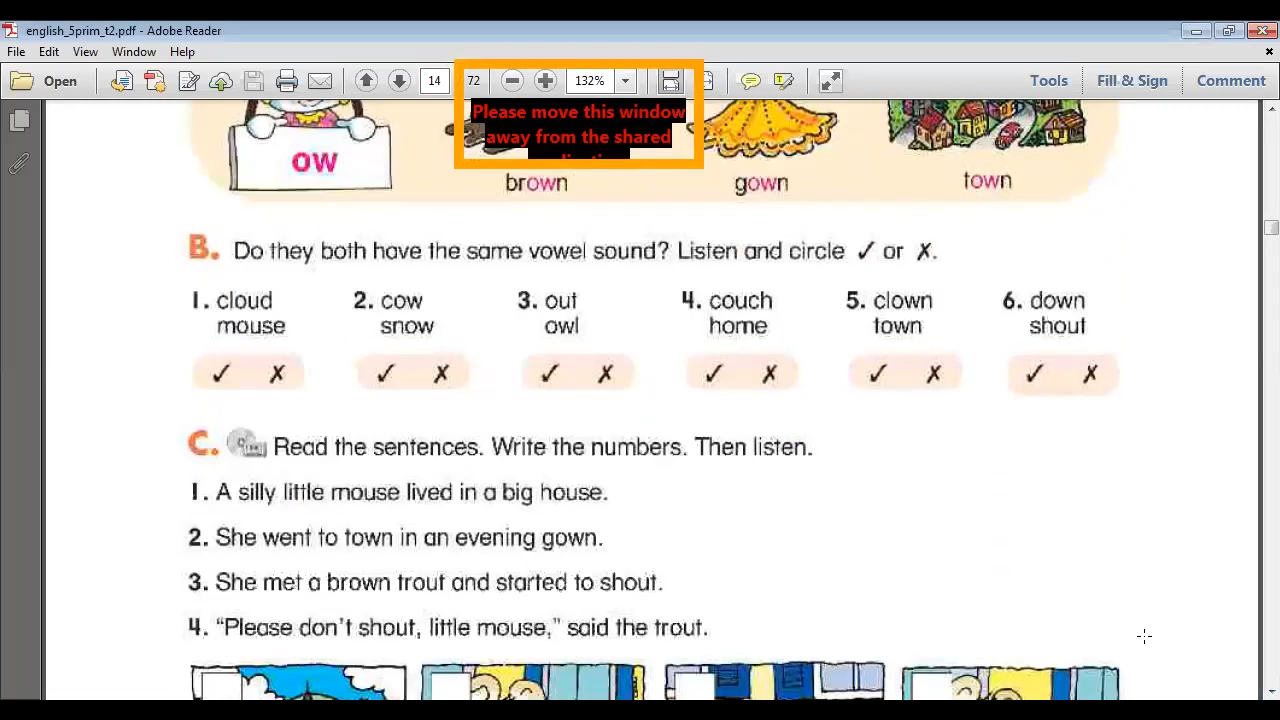 english_5prim_t2.pdf - Adobe Reader
File Edit View Window Help
Open 14 72 132% Tools Fill & Sign Comment
Please move this window
away from the shared
ow
brown gown town
B. Do they both have the same vowel sound? Listen and circle ✓ or ✗.
1. cloud 2. cow 3. out 4. couch 5. clown 6. down
mouse snow owl home town shout
✓ ✗ ✓ ✗ ✓ ✗ ✓ ✗ ✓ ✗ ✓ ✗
C. Read the sentences. Write the numbers. Then listen.
1. A silly little mouse lived in a big house.
2. She went to town in an evening gown.
3. She met a brown trout and started to shout.
4. “Please don’t shout, little mouse,” said the trout.